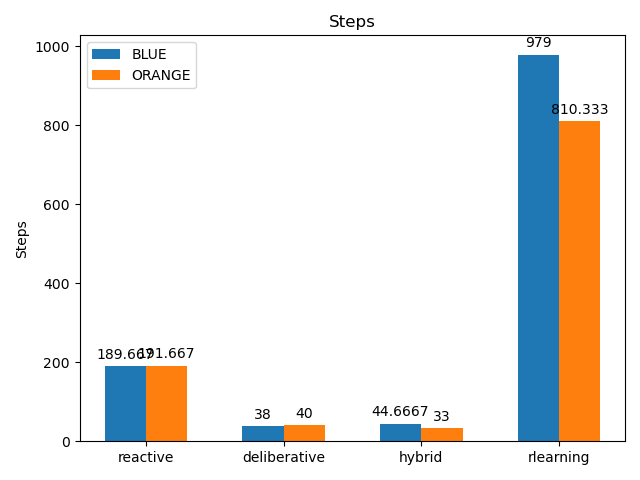 Steps
BLUE
ORANGE
Steps
1000
800
600
400
200
0
189.667
191.667
38
40
44.6667
33
979
810.333
reactive
deliberative
hybrid
rlearning